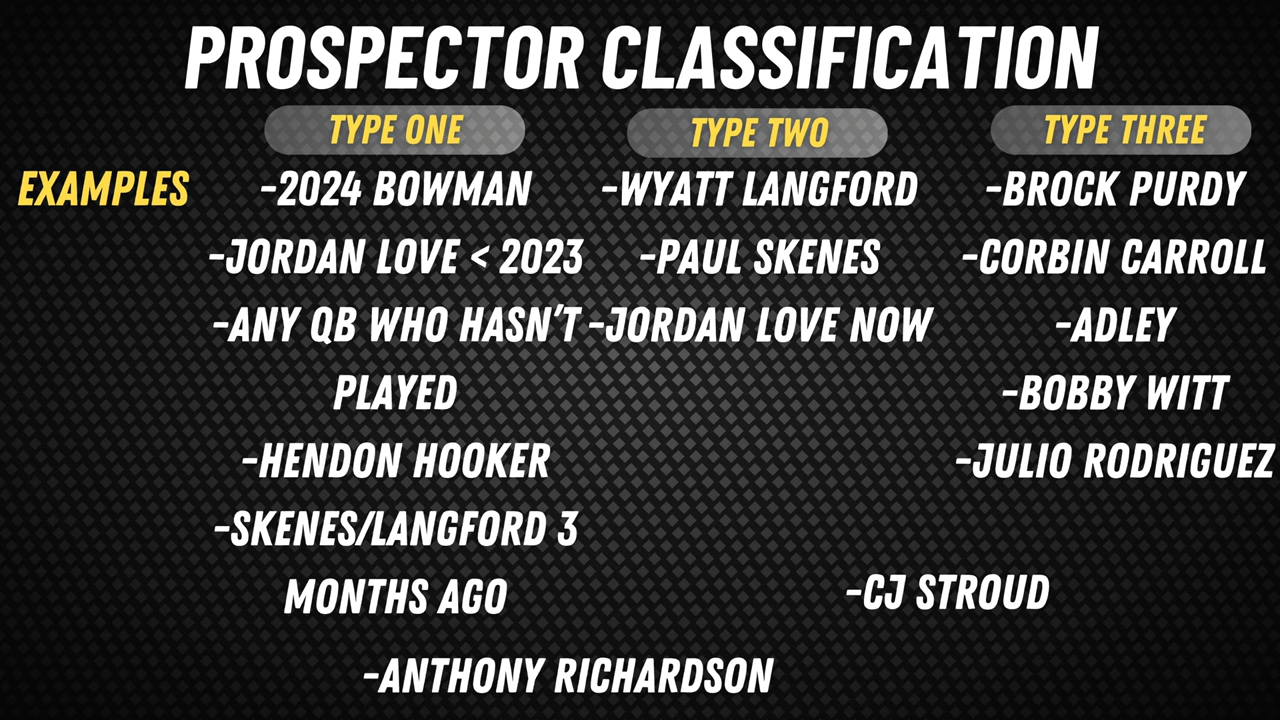 PROSPECTOR CLASSIFICATION
TYPE ONE
TYPE TWO
TYPE THREE
EXAMPLES
-2024 BOWMAN
-JORDAN LOVE < 2023
-ANY QB WHO HASN'T
PLAYED
-HENDON HOOKER
-SKENES/LANGFORD 3
MONTHS AGO
-WYATT LANGFORD
-PAUL SKENES
-JORDAN LOVE NOW
-BROCK PURDY
-CORBIN CARROLL
-ADLEY
-BOBBY WITT
-JULIO RODRIGUEZ
-CJ STROUD
-ANTHONY RICHARDSON